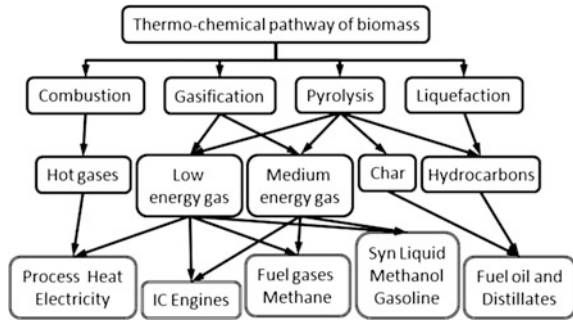 Thermo-chemical pathway of biomass
Combustion
Gasification
Pyrolysis
Liquefaction
Hot gases
Low
energy gas
Medium
energy gas
Char
Hydrocarbons
Process Heat
Electricity
IC Engines
Fuel gases
Methane
Syn Liquid
Methanol
Gasoline
Fuel oil and
Distillates